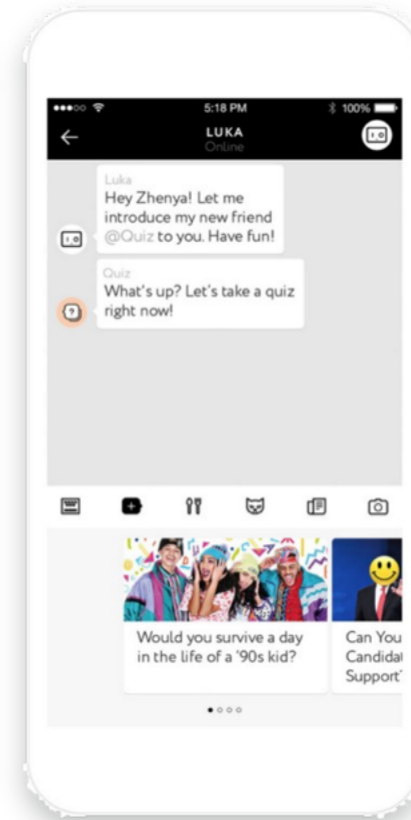 5:18 PM
100%
LUKA
Online
Luka
Hey Zhenya! Let me
introduce my new friend
@Quiz to you. Have fun!
Quiz
What's up? Let's take a quiz
right now!
Would you survive a day
in the life of a '90s kid?
Can You
Candidat
Support'